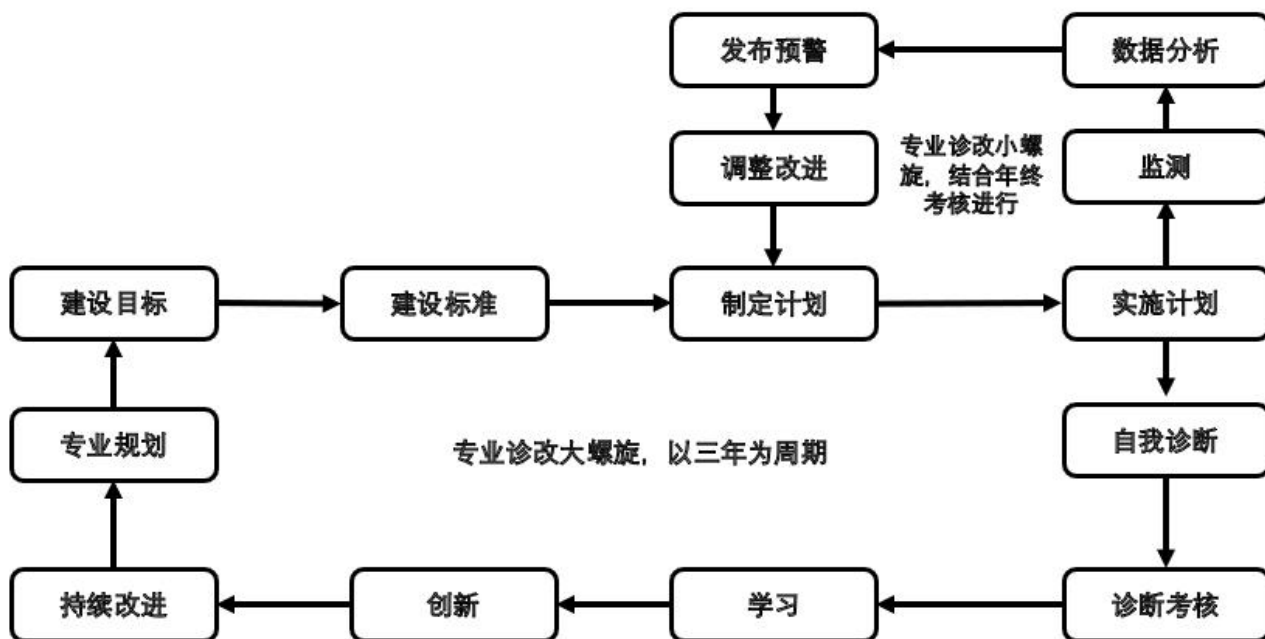 发布预警
数据分析
调整改进
专业诊改小螺
旋，结合年终
考核进行
监测
建设目标
建设标准
制定计划
实施计划
专业规划
专业诊改大螺旋，以三年为周期
自我诊断
持续改进
创新
学习
诊断考核